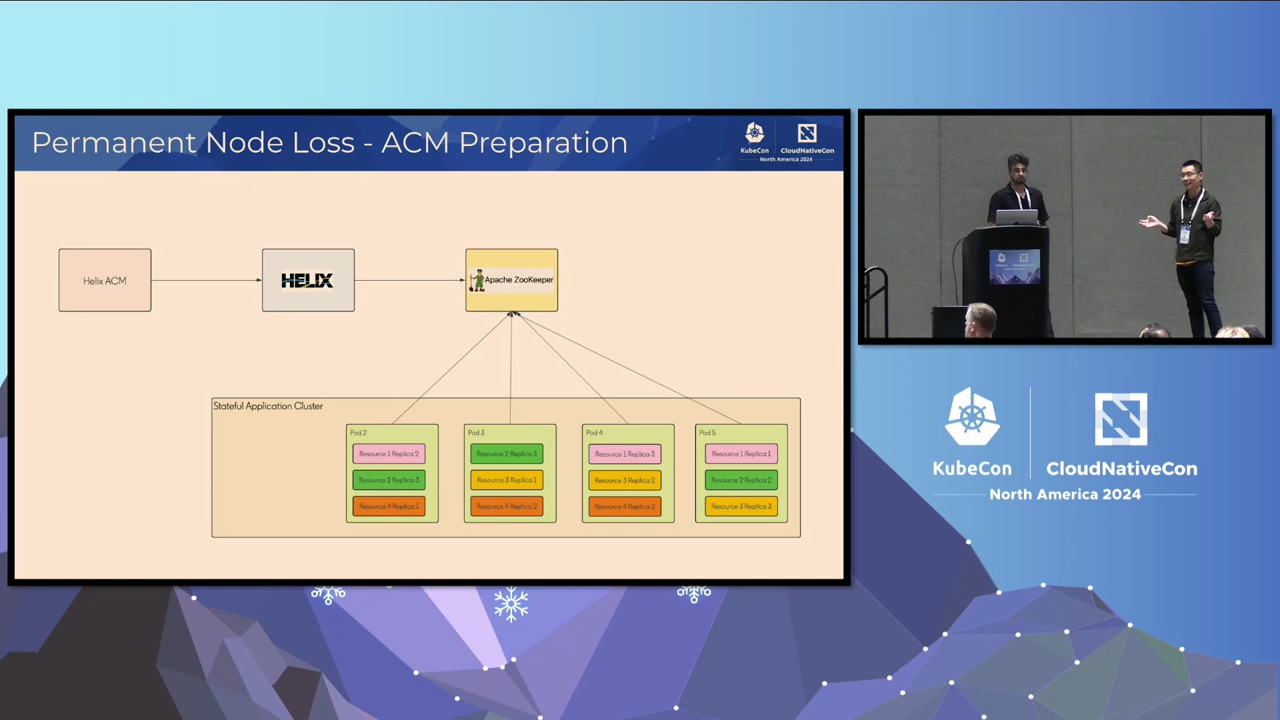 Permanent Node Loss - ACM Preparation
KubeCon
CloudNativeCon
North America 2024
Helix ACM
HELIX
Apache ZooKeeper
Stateful Application Cluster
Pod 2
Resource 1 Replica 2
Resource 2 Replica 3
Resource 4 Replica 1
Pod 3
Resource 2 Replica 3
Resource 3 Replica 1
Resource 4 Replica 2
Pod 4
Resource 1 Replica 3
Resource 3 Replica 2
Resource 4 Replica 2
Pod 5
Resource 1 Replica 1
Resource 2 Replica 2
Resource 3 Replica 3
KubeCon
CloudNativeCon
North America 2024